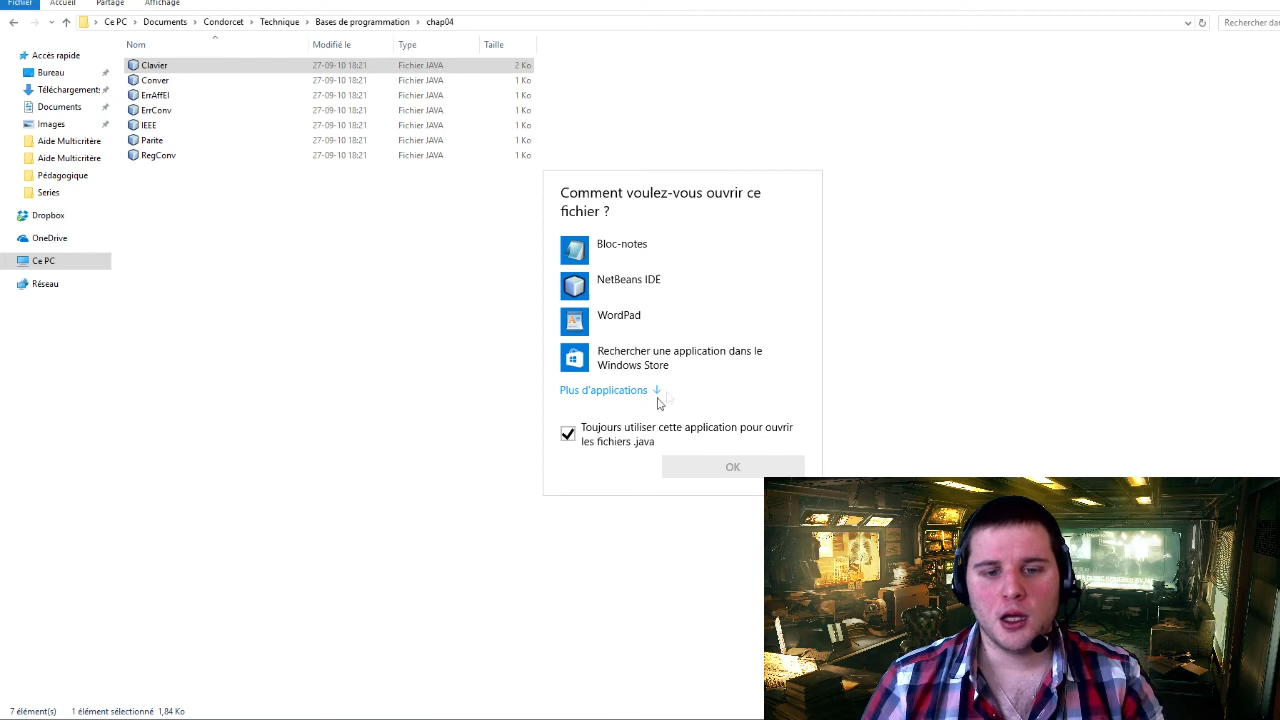 Fichier Accueil Partage Affichage
Ce PC Documents Condorcet Technique Bases de programmation chap04
Rechercher dan
Nom Modifié le Type Taille
Accès rapide
Bureau
Téléchargements
Documents
Images
Aide Multicritère
Aide Multicritère
Pédagogique
Series
Dropbox
OneDrive
Ce PC
Réseau
Clavier 27-09-10 18:21 Fichier JAVA 2 Ko
Conver 27-09-10 18:21 Fichier JAVA 1 Ko
ErrAffEl 27-09-10 18:21 Fichier JAVA 1 Ko
ErrConv 27-09-10 18:21 Fichier JAVA 1 Ko
IEEE 27-09-10 18:21 Fichier JAVA 1 Ko
Parite 27-09-10 18:21 Fichier JAVA 1 Ko
RegConv 27-09-10 18:21 Fichier JAVA 1 Ko
Comment voulez-vous ouvrir ce
fichier ?
Bloc-notes
NetBeans IDE
WordPad
Rechercher une application dans le
Windows Store
Plus d'applications
Toujours utiliser cette application pour ouvrir
les fichiers .java
OK
7 élément(s) 1 élément sélectionné 1,84 Ko